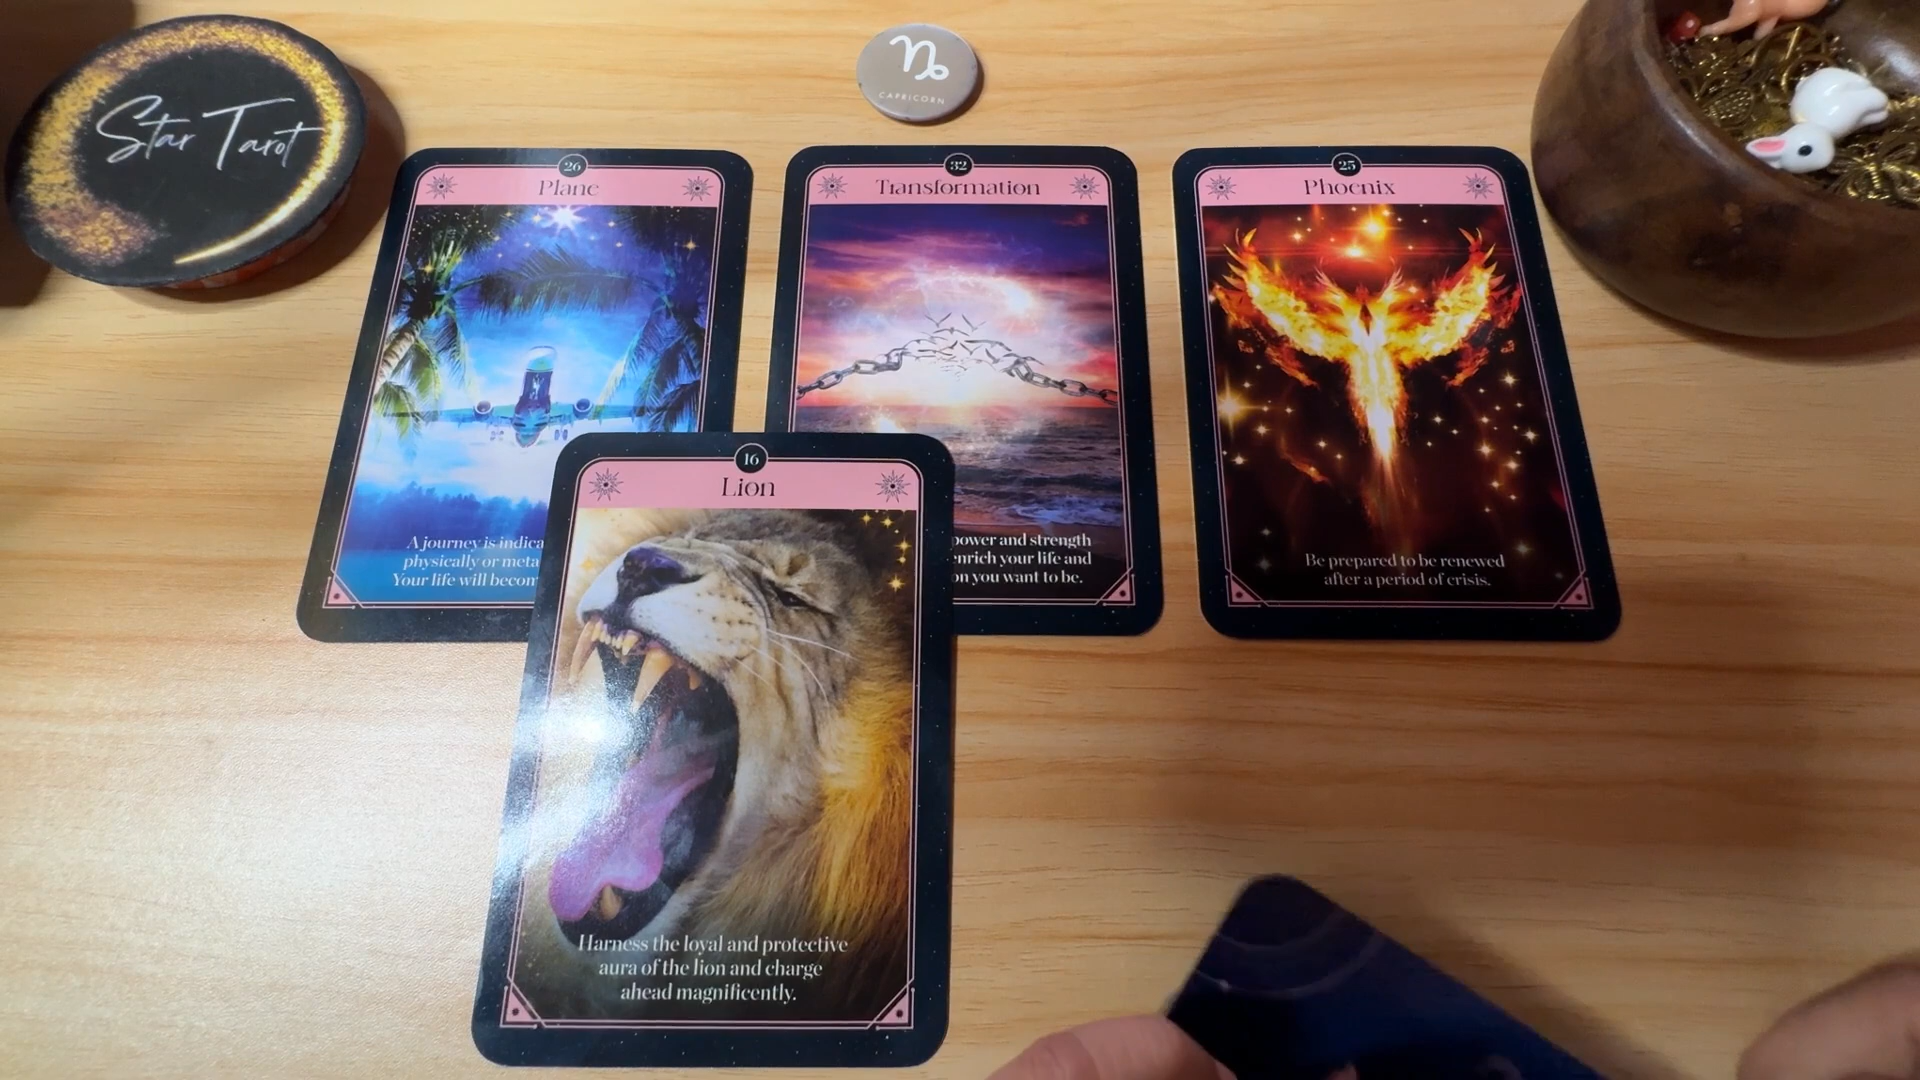 Star Tarot
CAPRICORN
26
Plane
A journey is indica
physically or meta
Your life will becom
32
Transformation
power and strength
enrich your life and
on you want to be.
25
Phoenix
Be prepared to be renewed
after a period of crisis.
16
Lion
Harness the loyal and protective
aura of the lion and charge
ahead magnificently.